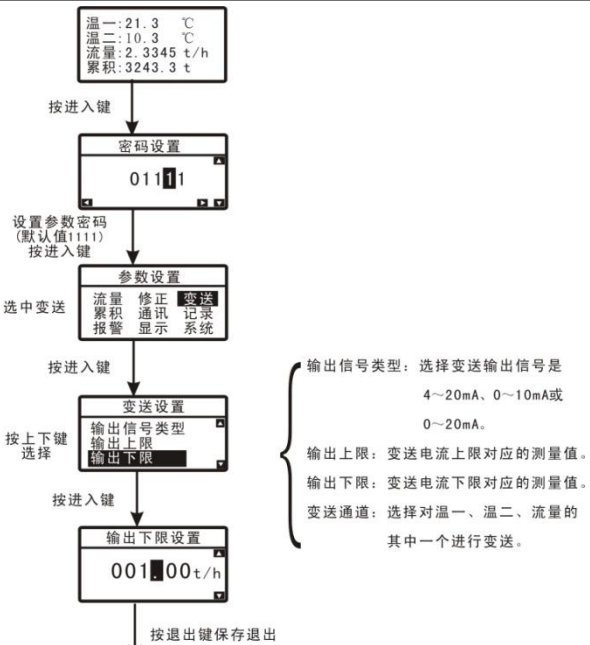 温一:21.3 ℃
温二:10.3 ℃
流量:2.3345 t/h
累积:3243.3 t
按进入键
密码设置
01111
设置参数密码
(默认值1111)
按进入键
参数设置
选中变送
流量 修正 变送
累积 通讯 记录
报警 显示 系统
按进入键
变送设置
按上下键
选择
输出信号类型
输出上限
输出下限
按进入键
输出下限设置
001.00t/h
按退出键保存退出
输出信号类型：选择变送输出信号是
4～20mA、0～10mA或
0～20mA。
输出上限：变送电流上限对应的测量值。
输出下限：变送电流下限对应的测量值。
变送通道：选择对温一、温二、流量的
其中一个进行变送。